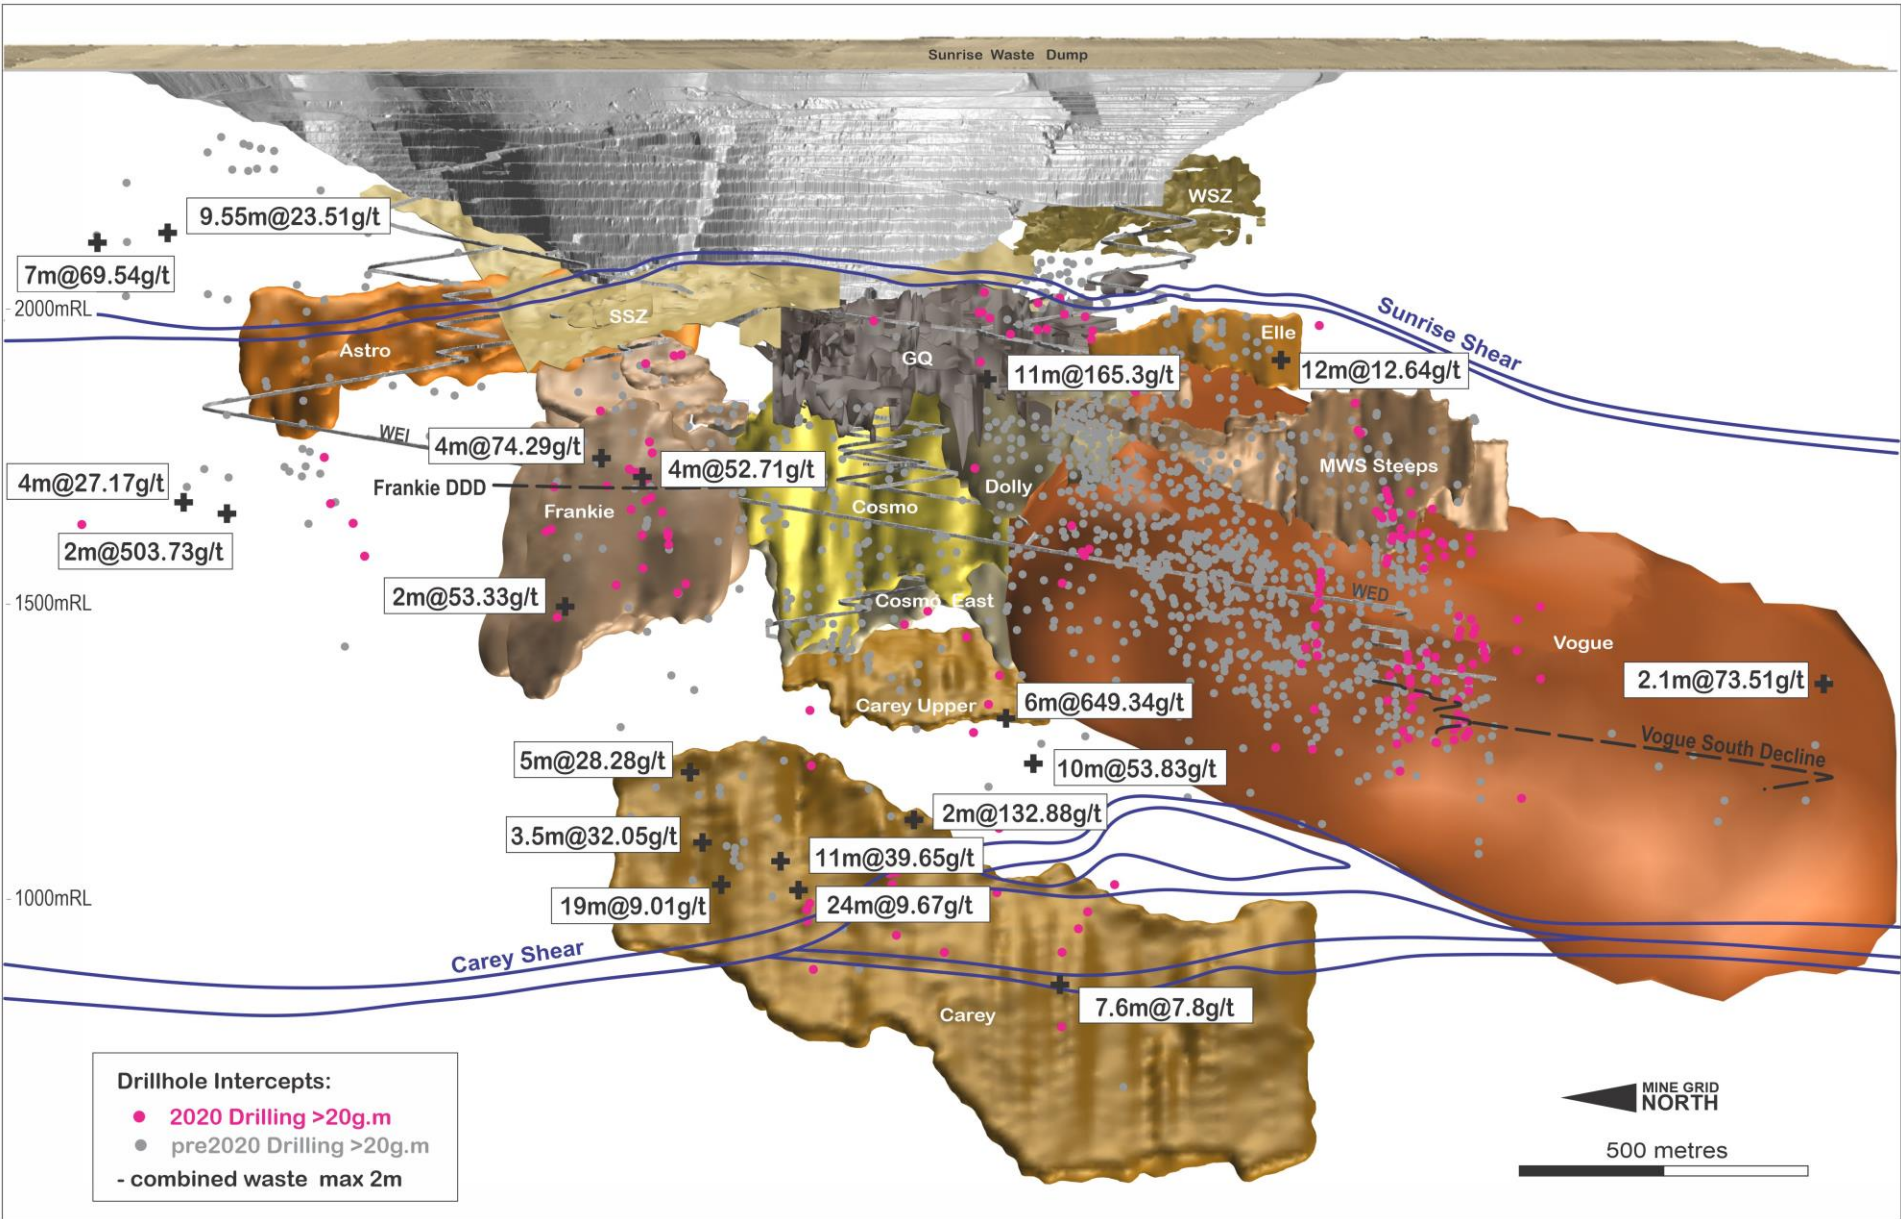 Sunrise Waste Dump
WSZ
9.55m@23.51g/t
7m@69.54g/t
2000mRL
SSZ
Sunrise Shear
Astro
Elle
GQ
11m@165.3g/t
12m@12.64g/t
WEI
4m@74.29g/t
4m@52.71g/t
MWS Steeps
4m@27.17g/t
Frankie DDD
Dolly
Frankie
Cosmo
2m@503.73g/t
2m@53.33g/t
WED
1500mRL
Cosmo East
Vogue
2.1m@73.51g/t
Carey Upper
6m@649.34g/t
Vogue South Decline
5m@28.28g/t
10m@53.83g/t
2m@132.88g/t
3.5m@32.05g/t
11m@39.65g/t
1000mRL
19m@9.01g/t
24m@9.67g/t
Carey Shear
7.6m@7.8g/t
Carey
Drillhole Intercepts:
2020 Drilling >20g.m
pre2020 Drilling >20g.m
- combined waste max 2m
MINE GRID
NORTH
500 metres